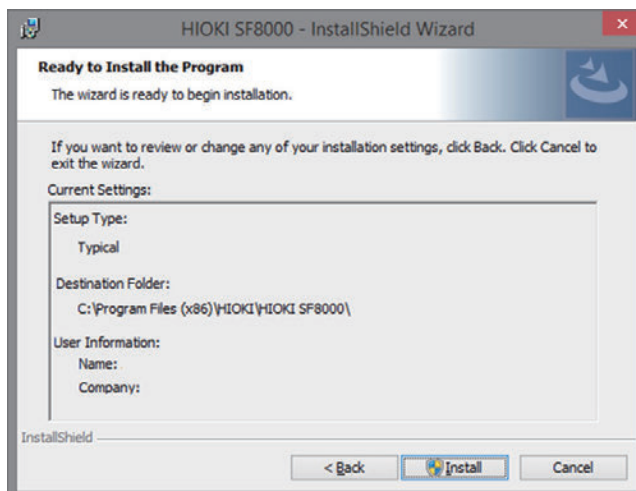 HIOKI SF8000 - InstallShield Wizard
Ready to Install the Program
The wizard is ready to begin installation.
If you want to review or change any of your installation settings, click Back. Click Cancel to
exit the wizard.
Current Settings:
Setup Type:
Typical
Destination Folder:
C:\Program Files (x86)\HIOKI\HIOKI SF8000\
User Information:
Name:
Company:
InstallShield
< Back
Install
Cancel